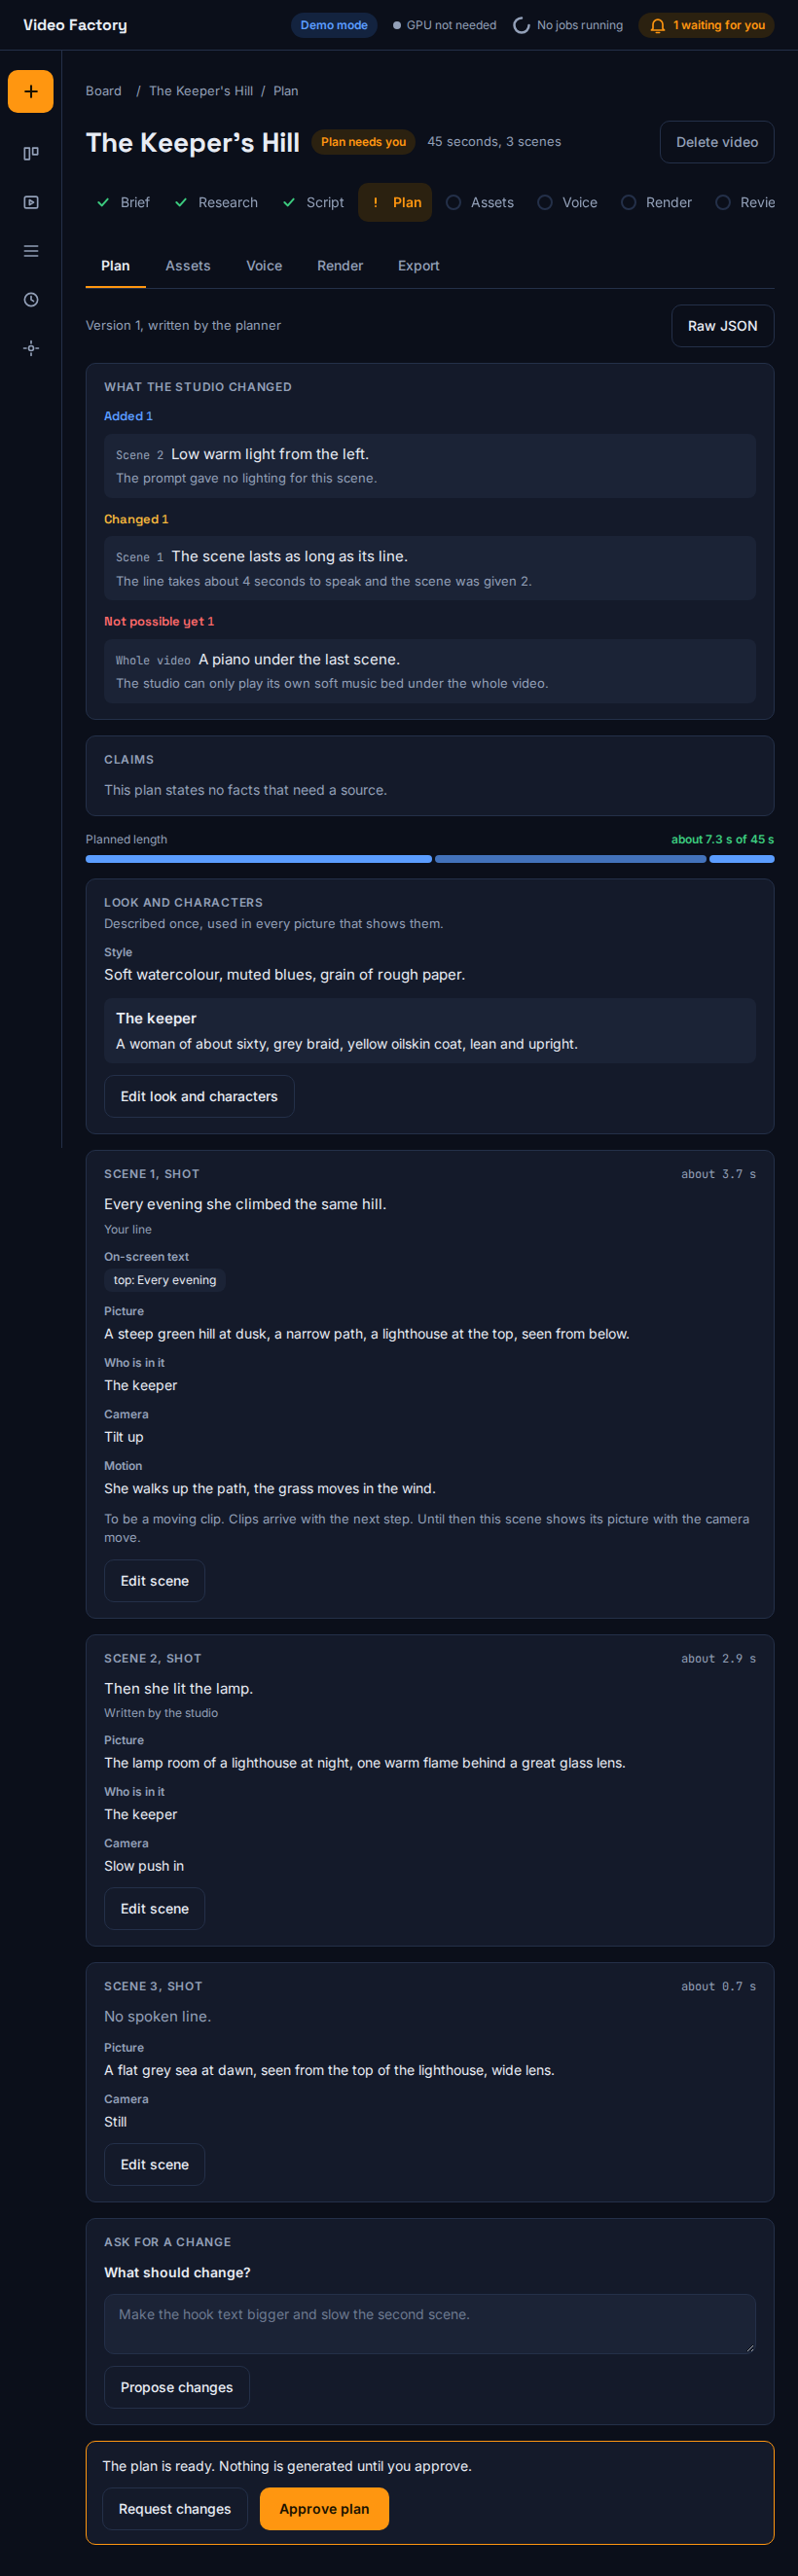 Video Factory
Demo mode
GPU not needed
No jobs running
1 waiting for you
Board / The Keeper's Hill / Plan
The Keeper's Hill
Plan needs you
45 seconds, 3 scenes
Delete video
Brief
Research
Script
! Plan
Assets
Voice
Render
Revie
Plan
Assets
Voice
Render
Export
Version 1, written by the planner
Raw JSON
WHAT THE STUDIO CHANGED
Added 1
Scene 2 Low warm light from the left.
The prompt gave no lighting for this scene.
Changed 1
Scene 1 The scene lasts as long as its line.
The line takes about 4 seconds to speak and the scene was given 2.
Not possible yet 1
Whole video A piano under the last scene.
The studio can only play its own soft music bed under the whole video.
CLAIMS
This plan states no facts that need a source.
Planned length
about 7.3 s of 45 s
LOOK AND CHARACTERS
Described once, used in every picture that shows them.
Style
Soft watercolour, muted blues, grain of rough paper.
The keeper
A woman of about sixty, grey braid, yellow oilskin coat, lean and upright.
Edit look and characters
SCENE 1, SHOT
about 3.7 s
Every evening she climbed the same hill.
Your line
On-screen text
top: Every evening
Picture
A steep green hill at dusk, a narrow path, a lighthouse at the top, seen from below.
Who is in it
The keeper
Camera
Tilt up
Motion
She walks up the path, the grass moves in the wind.
To be a moving clip. Clips arrive with the next step. Until then this scene shows its picture with the camera
move.
Edit scene
SCENE 2, SHOT
about 2.9 s
Then she lit the lamp.
Written by the studio
Picture
The lamp room of a lighthouse at night, one warm flame behind a great glass lens.
Who is in it
The keeper
Camera
Slow push in
Edit scene
SCENE 3, SHOT
about 0.7 s
No spoken line.
Picture
A flat grey sea at dawn, seen from the top of the lighthouse, wide lens.
Camera
Still
Edit scene
ASK FOR A CHANGE
What should change?
Make the hook text bigger and slow the second scene.
Propose changes
The plan is ready. Nothing is generated until you approve.
Request changes
Approve plan